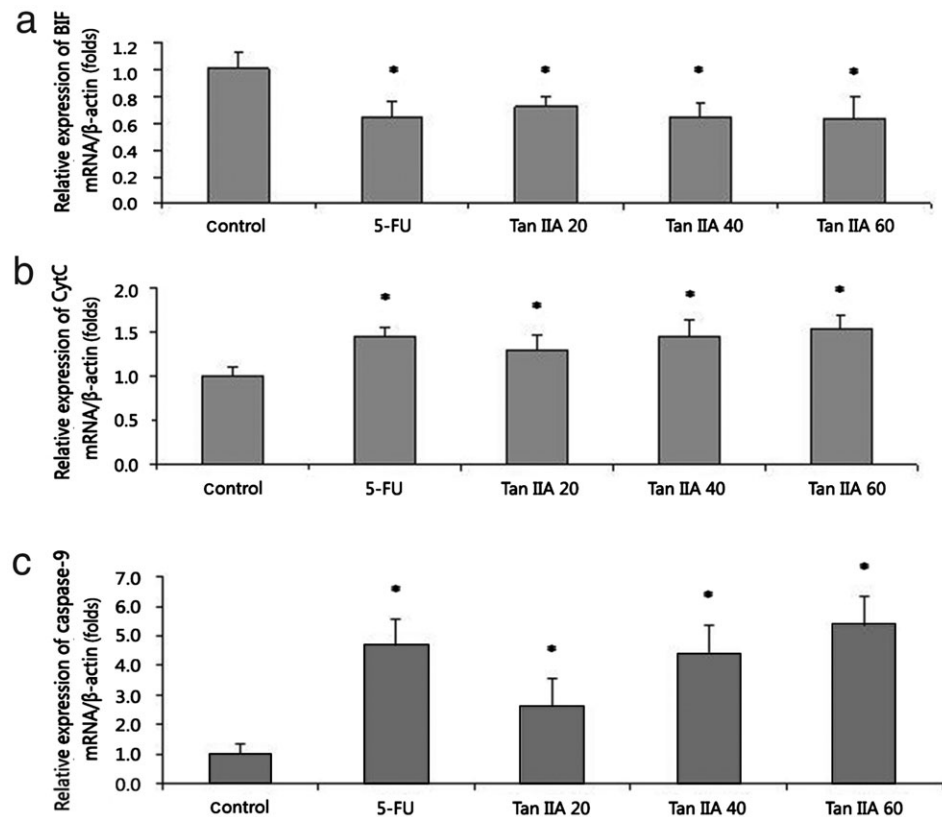 a
Relative expression of BIF
mRNA/β-actin (folds)
1.2
1.0
0.8
0.6
0.4
0.2
0.0
* * * *
Control 5-FU Tan IIA 20 Tan IIA 40 Tan IIA 60
b
Relative expression of CytC
mRNA/β-actin (folds)
2.0
1.5
1.0
0.5
0.0
* * * *
Control 5-FU Tan IIA 20 Tan IIA 40 Tan IIA 60
c
Relative expression of caspase-9
mRNA/β-actin (folds)
7.0
6.0
5.0
4.0
3.0
2.0
1.0
0.0
* * * *
Control 5-FU Tan IIA 20 Tan IIA 40 Tan IIA 60